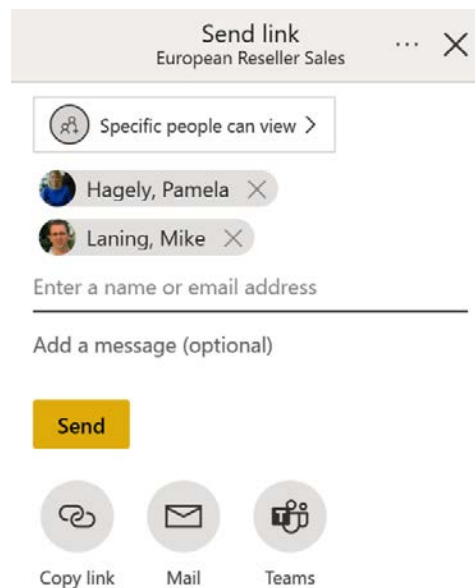 Send link
European Reseller Sales
Specific people can view
Hagely, Pamela
Laning, Mike
Enter a name or email address
Add a message (optional)
Send
Copy link Mail Teams